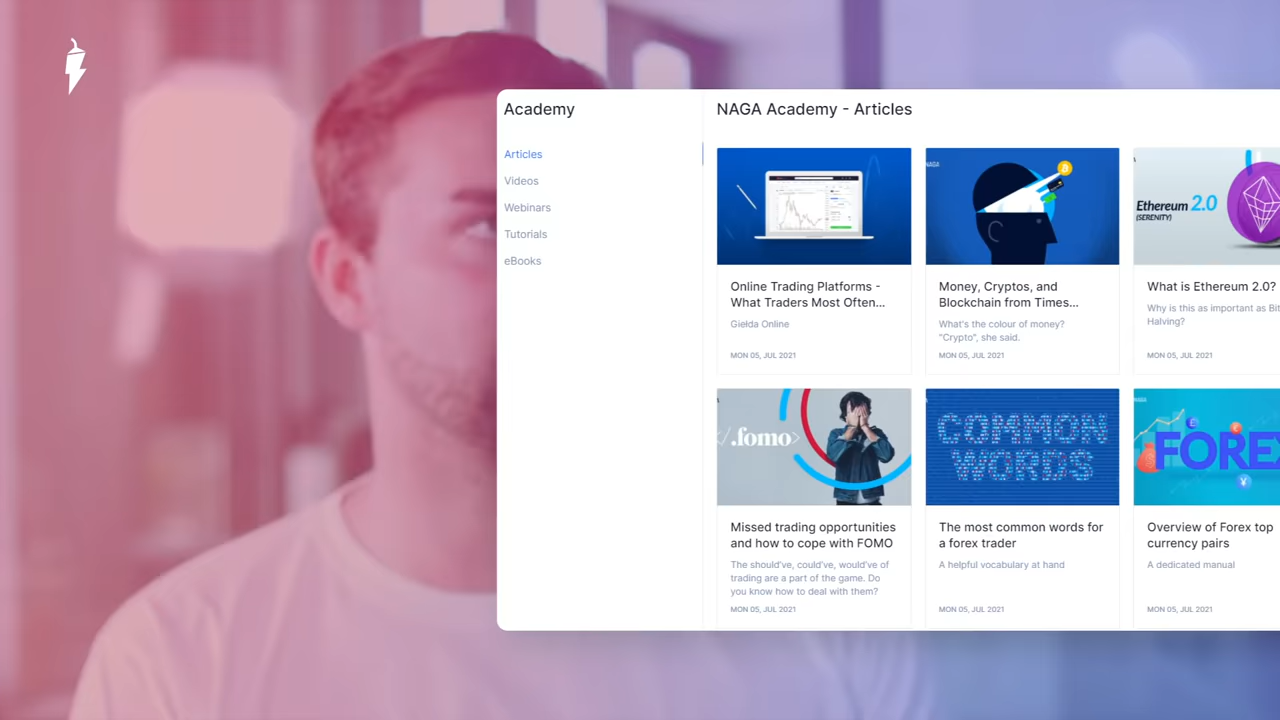 Academy
Articles
Videos
Webinars
Tutorials
eBooks
NAGA Academy - Articles
Online Trading Platforms -
What Traders Most Often...
Giełda Online
MON 05, JUL 2021
NAGA
Money, Cryptos, and
Blockchain from Times...
What's the colour of money?
"Crypto", she said.
MON 05, JUL 2021
Ethereum 2.0
(SERENITY)
What is Ethereum 2.0?
Why is this as important as Bit
Halving?
MON 05, JUL 2021
</.fomo>
Missed trading opportunities
and how to cope with FOMO
The should've, could've, would've of
trading are a part of the game. Do
you know how to deal with them?
MON 05, JUL 2021
COMMON
WORDS
The most common words for
a forex trader
A helpful vocabulary at hand
MON 05, JUL 2021
NAGA
FOREX
Overview of Forex top
currency pairs
A dedicated manual
MON 05, JUL 2021